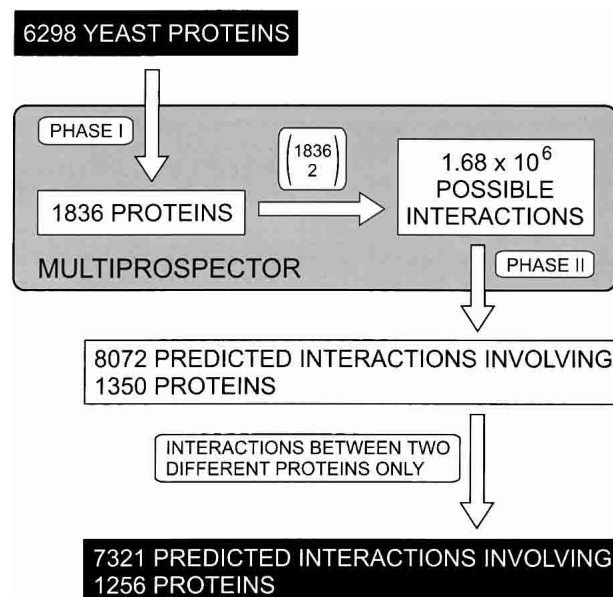 6298 YEAST PROTEINS
PHASE I
(1836
2)
1.68 x 10^6
POSSIBLE
INTERACTIONS
1836 PROTEINS
MULTIPROSPECTOR
PHASE II
8072 PREDICTED INTERACTIONS INVOLVING
1350 PROTEINS
INTERACTIONS BETWEEN TWO
DIFFERENT PROTEINS ONLY
7321 PREDICTED INTERACTIONS INVOLVING
1256 PROTEINS